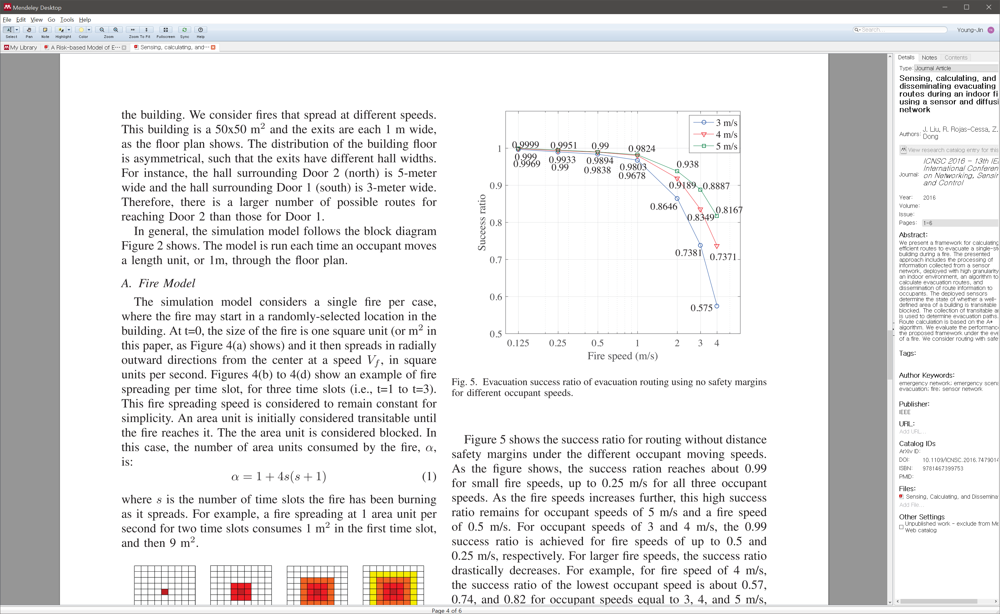 Mendeley Desktop
File Edit View Go Tools Help
Select Pan Note Highlight Color Zoom Zoom To Fit Fullscreen Sync Help
Search...
Young-Jin YK
My Library A Risk-based Model of E··· Sensing, calculating, and···
the building. We consider fires that spread at different speeds.
This building is a 50x50 m² and the exits are each 1 m wide,
as the floor plan shows. The distribution of the building floor
is asymmetrical, such that the exits have different hall widths.
For instance, the hall surrounding Door 2 (north) is 5-meter
wide and the hall surrounding Door 1 (south) is 3-meter wide.
Therefore, there is a larger number of possible routes for
reaching Door 2 than those for Door 1.
In general, the simulation model follows the block diagram
Figure 2 shows. The model is run each time an occupant moves
a length unit, or 1m, through the floor plan.
A. Fire Model
The simulation model considers a single fire per case,
where the fire may start in a randomly-selected location in the
building. At t=0, the size of the fire is one square unit (or m² in
this paper, as Figure 4(a) shows) and it then spreads in radially
outward directions from the center at a speed V_f, in square
units per second. Figures 4(b) to 4(d) show an example of fire
spreading per time slot, for three time slots (i.e., t=1 to t=3).
This fire spreading speed is considered to remain constant for
simplicity. An area unit is initially considered transitable until
the fire reaches it. The the area unit is considered blocked. In
this case, the number of area units consumed by the fire, α,
is:
α = 1 + 4s(s + 1) (1)
where s is the number of time slots the fire has been burning
as it spreads. For example, a fire spreading at 1 area unit per
second for two time slots consumes 1 m² in the first time slot,
and then 9 m².
3 m/s
4 m/s
5 m/s
1
0.9
0.8
0.7
0.6
0.5
Success ratio
0.9999 0.9951 0.99 0.9824
0.999 0.9933 0.9894 0.9803
0.9969 0.99 0.9838 0.9678
0.938
0.9189 0.8887
0.8646 0.8167
0.8349
0.7381 0.7371
0.575
0.125 0.25 0.5 1 2 3 4
Fire speed (m/s)
Fig. 5. Evacuation success ratio of evacuation routing using no safety margins
for different occupant speeds.
Figure 5 shows the success ratio for routing without distance
safety margins under the different occupant moving speeds.
As the figure shows, the success ration reaches about 0.99
for small fire speeds, up to 0.25 m/s for all three occupant
speeds. As the fire speeds increases further, this high success
ratio remains for occupant speeds of 5 m/s and a fire speed
of 0.5 m/s. For occupant speeds of 3 and 4 m/s, the 0.99
success ratio is achieved for fire speeds of up to 0.5 and
0.25 m/s, respectively. For larger fire speeds, the success ratio
drastically decreases. For example, for fire speed of 4 m/s,
the success ratio of the lowest occupant speed is about 0.57,
0.74, and 0.82 for occupant speeds equal to 3, 4, and 5 m/s,
Details Notes Contents
Type: Journal Article
Sensing, calculating, and
disseminating evacuating
routes during an indoor fi
using a sensor and diffusi
network
Authors: J. Liu, R. Rojas-Cessa, Z.
Dong
View research catalog entry for this
Journal: ICNSC 2016 - 13th IEE
International Conferen
on Networking, Sensir
and Control
Year: 2016
Volume:
Issue:
Pages: 1-6
Abstract:
We present a framework for calculating
efficient routes to evacuate a single-st
building during a fire. The presented
approach includes the processing of
information collected from a sensor
network, deployed with high granularity
an indoor environment, an algorithm to
calculate evacuation routes, and
dissemination of route information to
occupants. The deployed sensors
determine the state of whether a well-
defined area of a building is transitable
blocked. The collection of transitable ar
is used to determine evacuation paths.
Route calculation is based on the A*
algorithm. We evaluate the performanc
the proposed framework under the eve
of a fire. We consider routing with safe
Tags:
Author Keywords:
emergency network; emergency scena
evacuation; fire; sensor network
Publisher:
IEEE
URL:
Add URL...
Catalog IDs
ArXiv ID:
DOI: 10.1109/ICNSC.2016.7479014
ISBN: 9781467399753
PMID:
Files:
Sensing, Calculating, and Dissemina
Add File...
Other Settings
Unpublished work - exclude from Me
Web catalog
Page 4 of 6